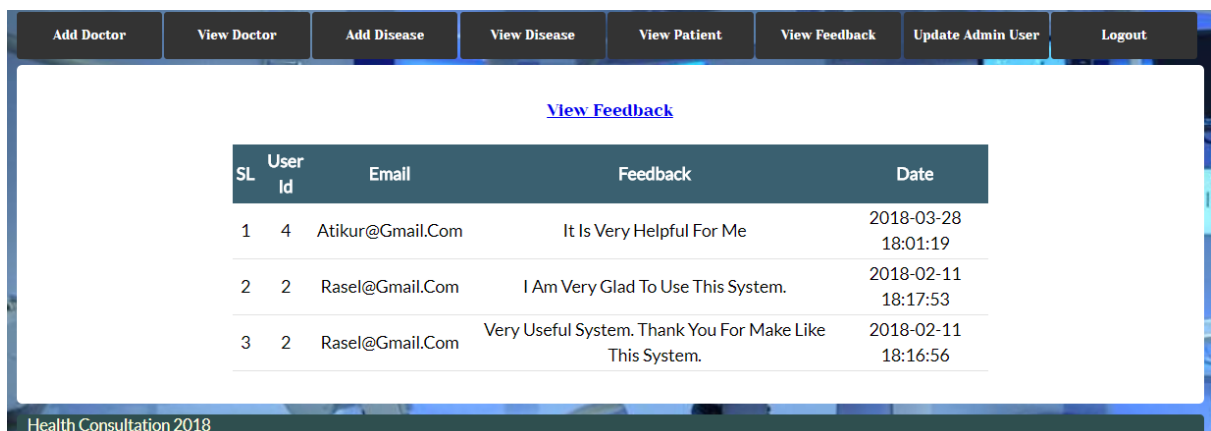 Add Doctor View Doctor Add Disease View Disease View Patient View Feedback Update Admin User Logout
View Feedback
SL User Id Email Feedback Date
1 4 Atikur@Gmail.Com It Is Very Helpful For Me 2018-03-28 18:01:19
2 2 Rasel@Gmail.Com I Am Very Glad To Use This System. 2018-02-11 18:17:53
3 2 Rasel@Gmail.Com Very Useful System. Thank You For Make Like This System. 2018-02-11 18:16:56
Health Consultation 2018